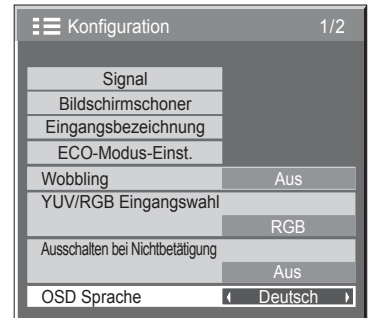 Konfiguration 1/2
Signal
Bildschirmschoner
Eingangsbezeichnung
ECO-Modus-Einst.
Wobbling Aus
YUV/RGB Eingangswahl
RGB
Ausschalten bei Nichtbetätigung
Aus
OSD Sprache Deutsch